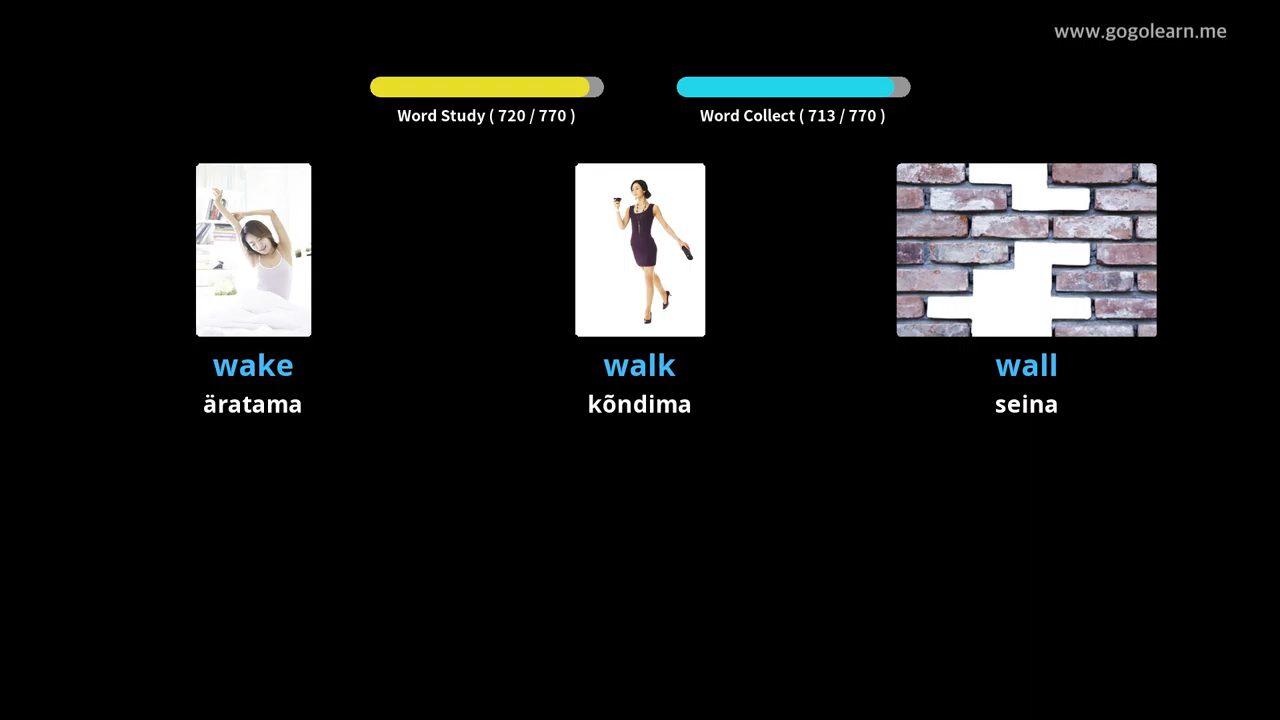 www.gogolearn.me
Word Study ( 720 / 770 )
Word Collect ( 713 / 770 )
wake
äratama
walk
kõndima
wall
seina